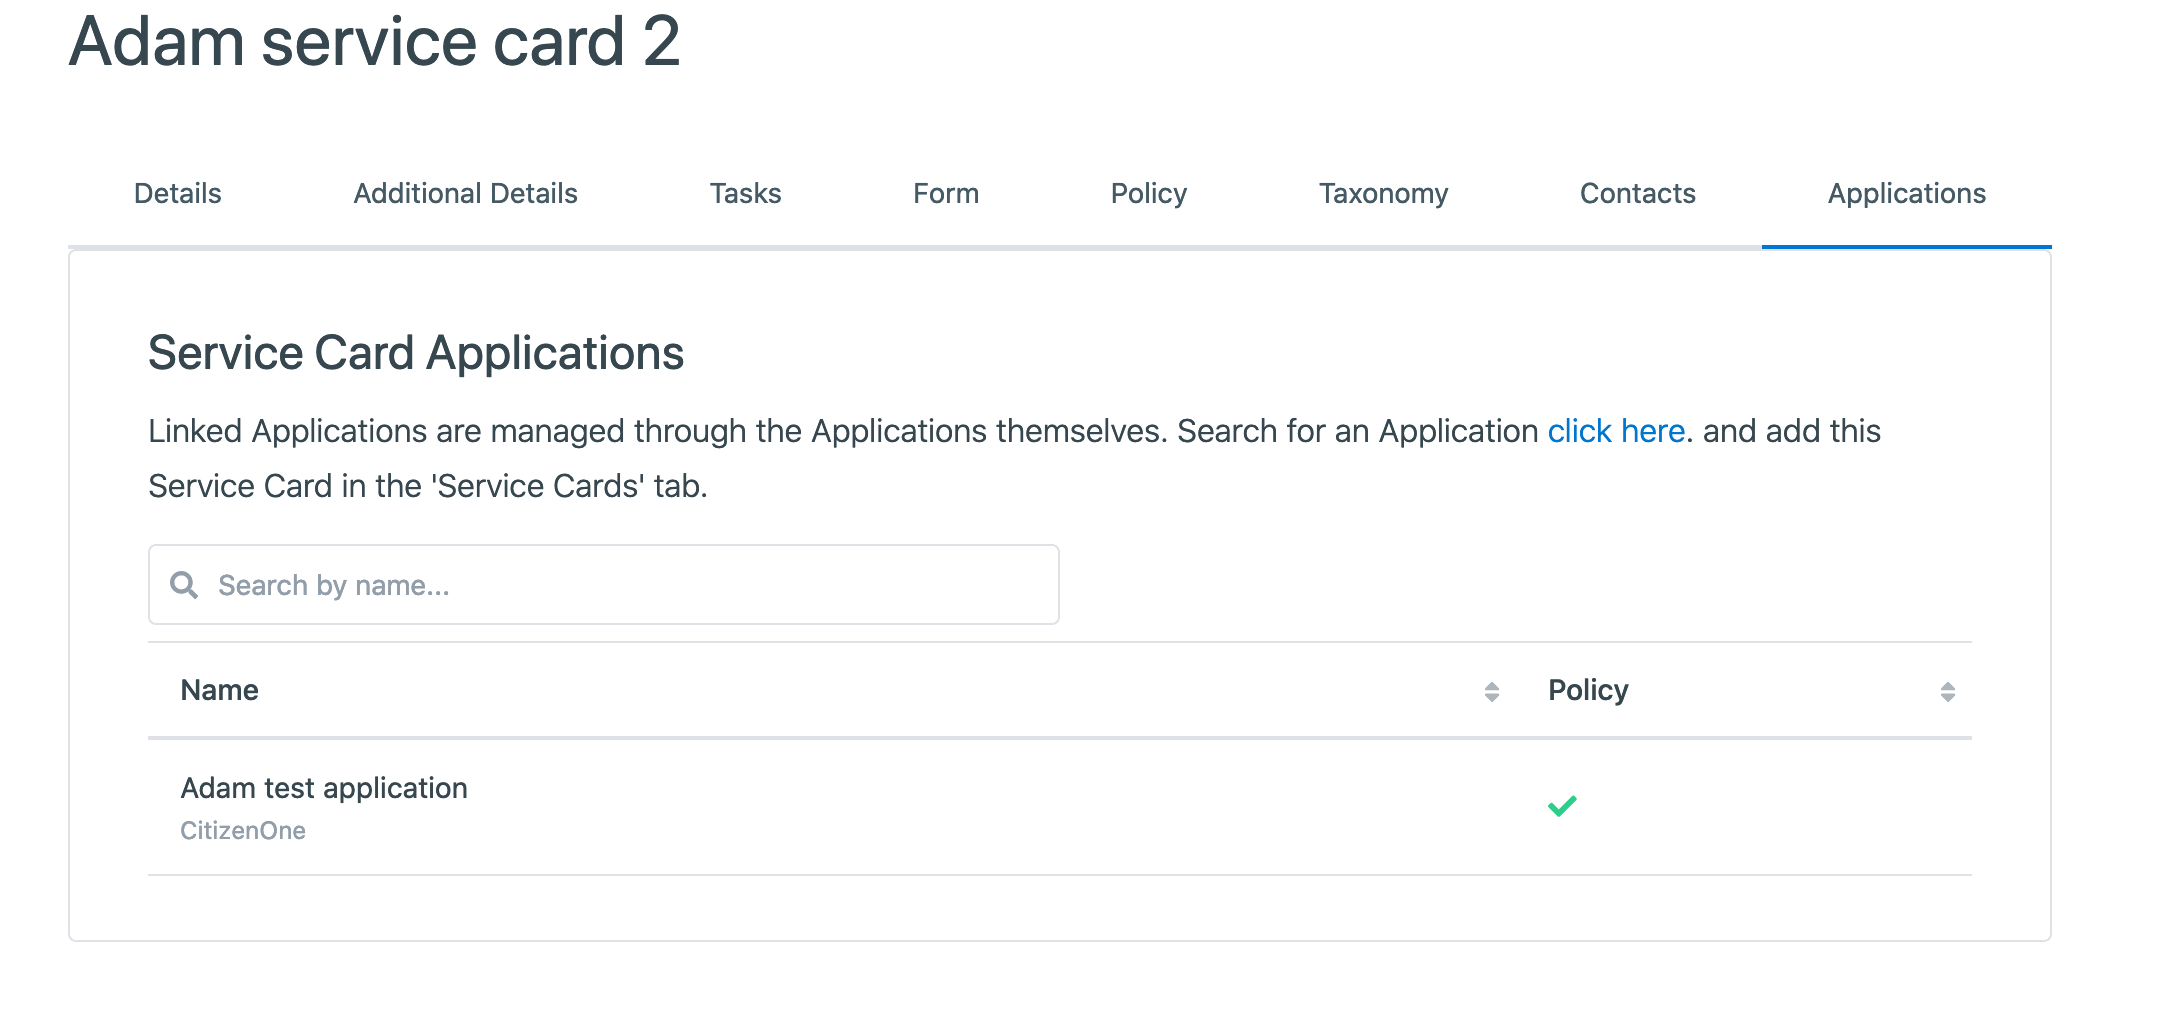 Adam service card 2
Details
Additional Details
Tasks
Form
Policy
Taxonomy
Contacts
Applications
Service Card Applications
Linked Applications are managed through the Applications themselves. Search for an Application click here. and add this
Service Card in the 'Service Cards' tab.
Search by name...
Name
Policy
Adam test application
CitizenOne